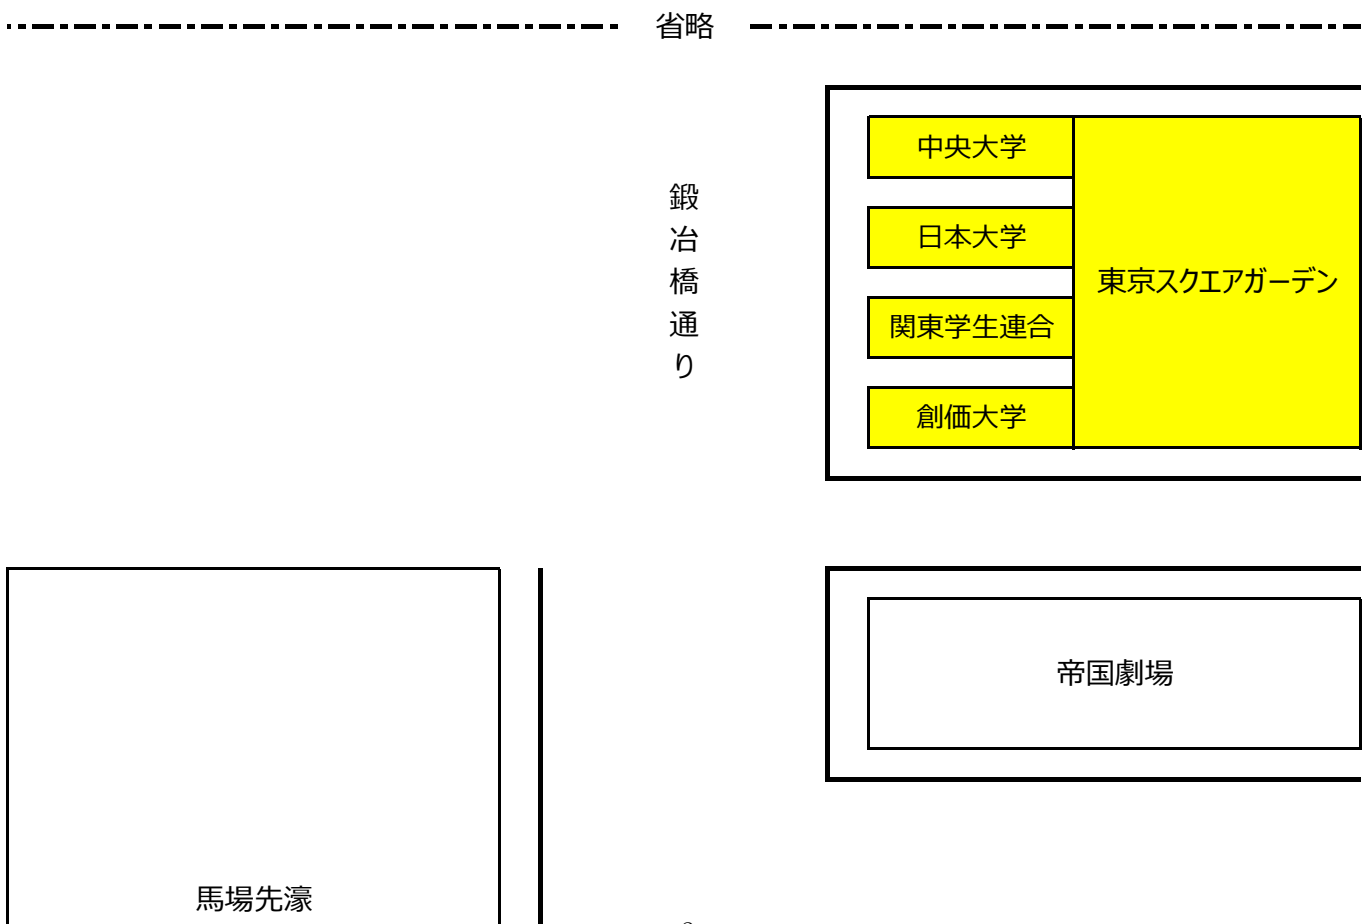 省略
中央大学
日本大学
関東学生連合
創価大学
東京スクエアガーデン
鍛冶橋通り
帝国劇場
馬場先濠